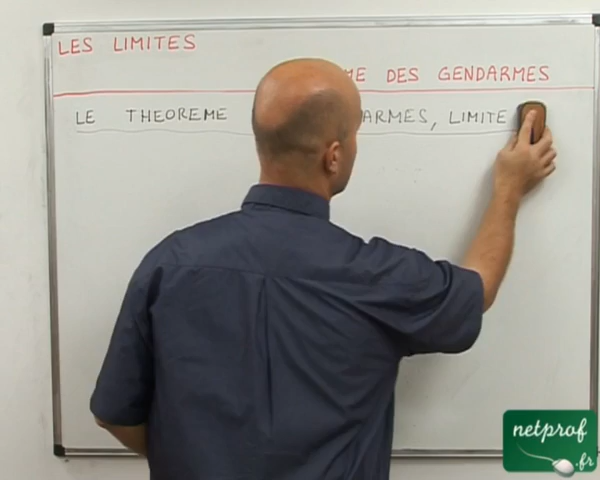 LES LIMITES
ME DES GENDARMES
LE THEOREME ARMES, LIMITE
netprof
.fr